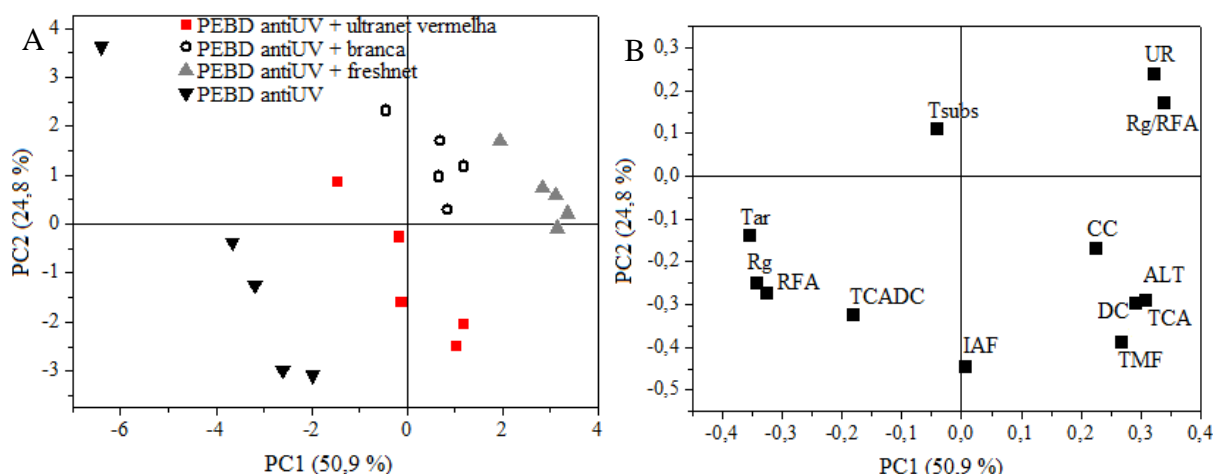 A
PEBD antiUV + ultranet vermelha
PEBD antiUV + branca
PEBD antiUV + freshnet
PEBD antiUV
4
3
2
1
0
-1
-2
-3
PC2 (24,8 %)
-6
-4
-2
0
2
4
PC1 (50,9 %)
B
0,3
0,2
0,1
0,0
-0,1
-0,2
-0,3
-0,4
-0,5
PC2 (24,8 %)
UR
Rg/RFA
Tsubs
Tar
Rg
RFA
TCADC
IAF
CC
ALT
DC
TCA
TMF
-0,4
-0,3
-0,2
-0,1
0,0
0,1
0,2
0,3
0,4
PC1 (50,9 %)